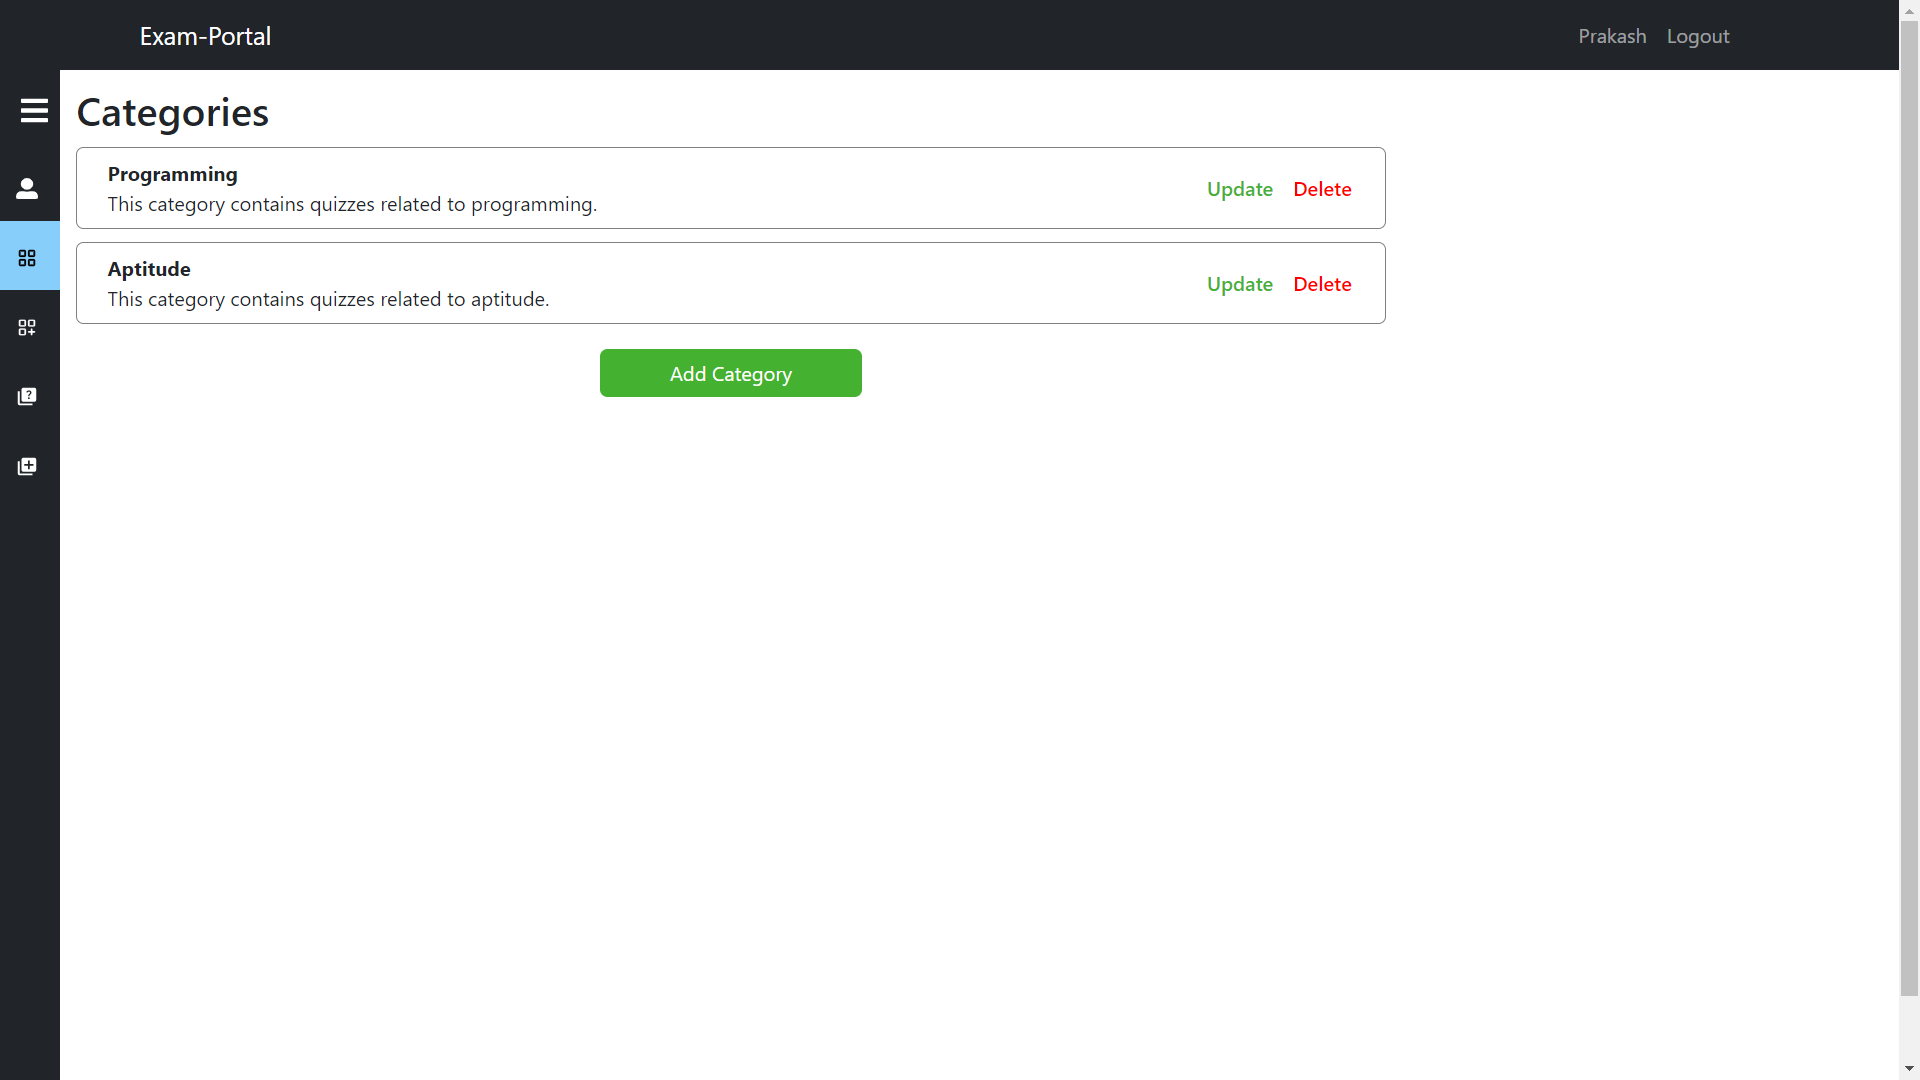 Exam-Portal
Prakash Logout
Categories
Programming
This category contains quizzes related to programming.
Update Delete
Aptitude
This category contains quizzes related to aptitude.
Update Delete
Add Category